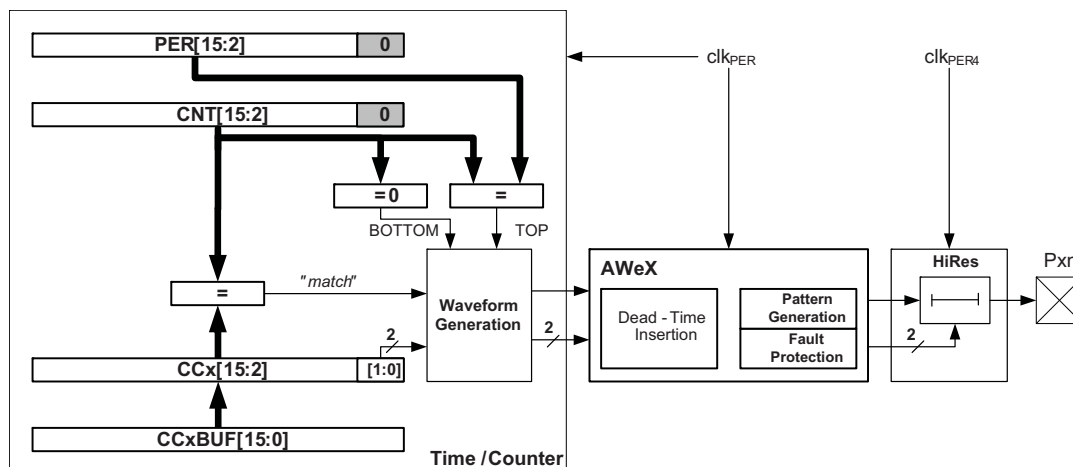 PER[15:2]
0
clkPER
clkPER4
CNT[15:2]
0
= 0
=
BOTTOM
TOP
"match"
=
Waveform
Generation
2
2
CCx[15:2]
[1:0]
CCxBUF[15:0]
Time / Counter
AWeX
Dead - Time
Insertion
Pattern
Generation
Fault
Protection
2
HiRes
Pxn